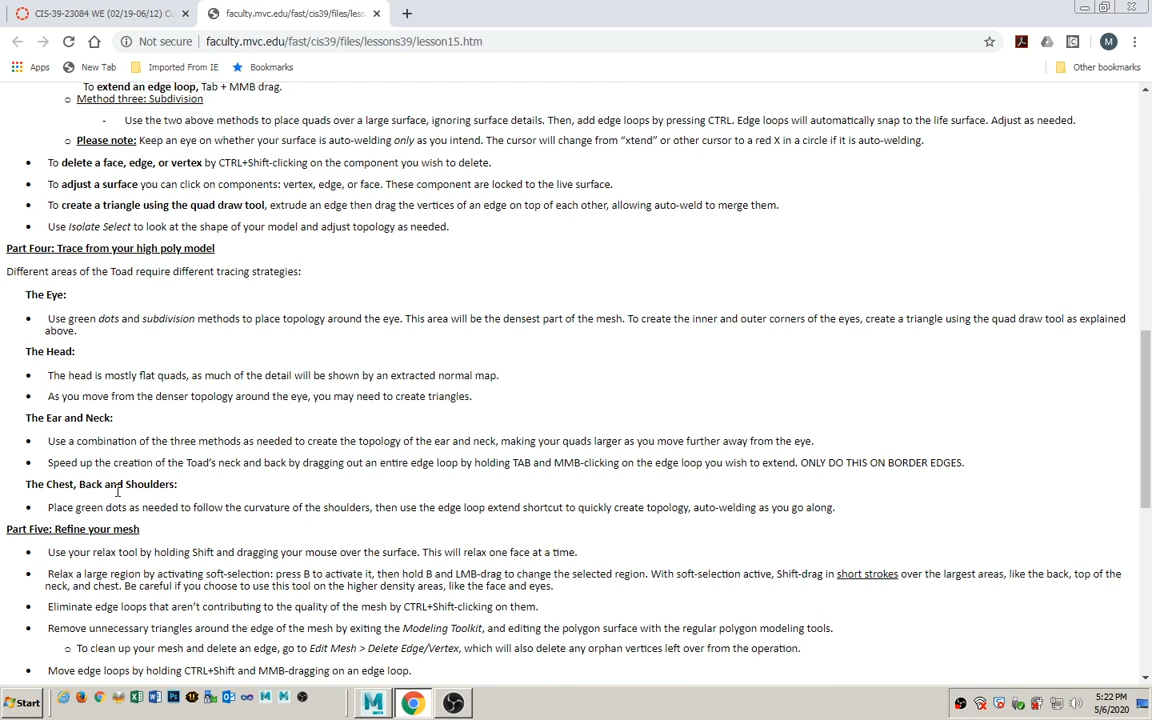 CIS-39-23084 WE (02/19-06/12) Cu
faculty.mvc.edu/fast/cis39/files/less
Not secure | faculty.mvc.edu/fast/cis39/files/lessons39/lesson15.htm
Apps New Tab Imported From IE Bookmarks Other bookmarks
To extend an edge loop, Tab + MMB drag.
o Method three: Subdivision
- Use the two above methods to place quads over a large surface, ignoring surface details. Then, add edge loops by pressing CTRL. Edge loops will automatically snap to the life surface. Adjust as needed.
o Please note: Keep an eye on whether your surface is auto-welding only as you intend. The cursor will change from “xtend” or other cursor to a red X in a circle if it is auto-welding.
• To delete a face, edge, or vertex by CTRL+Shift-clicking on the component you wish to delete.
• To adjust a surface you can click on components: vertex, edge, or face. These component are locked to the live surface.
• To create a triangle using the quad draw tool, extrude an edge then drag the vertices of an edge on top of each other, allowing auto-weld to merge them.
• Use Isolate Select to look at the shape of your model and adjust topology as needed.
Part Four: Trace from your high poly model
Different areas of the Toad require different tracing strategies:
The Eye:
• Use green dots and subdivision methods to place topology around the eye. This area will be the densest part of the mesh. To create the inner and outer corners of the eyes, create a triangle using the quad draw tool as explained
above.
The Head:
• The head is mostly flat quads, as much of the detail will be shown by an extracted normal map.
• As you move from the denser topology around the eye, you may need to create triangles.
The Ear and Neck:
• Use a combination of the three methods as needed to create the topology of the ear and neck, making your quads larger as you move further away from the eye.
• Speed up the creation of the Toad’s neck and back by dragging out an entire edge loop by holding TAB and MMB-clicking on the edge loop you wish to extend. ONLY DO THIS ON BORDER EDGES.
The Chest, Back and Shoulders:
• Place green dots as needed to follow the curvature of the shoulders, then use the edge loop extend shortcut to quickly create topology, auto-welding as you go along.
Part Five: Refine your mesh
• Use your relax tool by holding Shift and dragging your mouse over the surface. This will relax one face at a time.
• Relax a large region by activating soft-selection: press B to activate it, then hold B and LMB-drag to change the selected region. With soft-selection active, Shift-drag in short strokes over the largest areas, like the back, top of the
neck, and chest. Be careful if you choose to use this tool on the higher density areas, like the face and eyes.
• Eliminate edge loops that aren’t contributing to the quality of the mesh by CTRL+Shift-clicking on them.
• Remove unnecessary triangles around the edge of the mesh by exiting the Modeling Toolkit, and editing the polygon surface with the regular polygon modeling tools.
o To clean up your mesh and delete an edge, go to Edit Mesh > Delete Edge/Vertex, which will also delete any orphan vertices left over from the operation.
• Move edge loops by holding CTRL+Shift and MMB-dragging on an edge loop.
Start
5:22 PM
5/6/2020